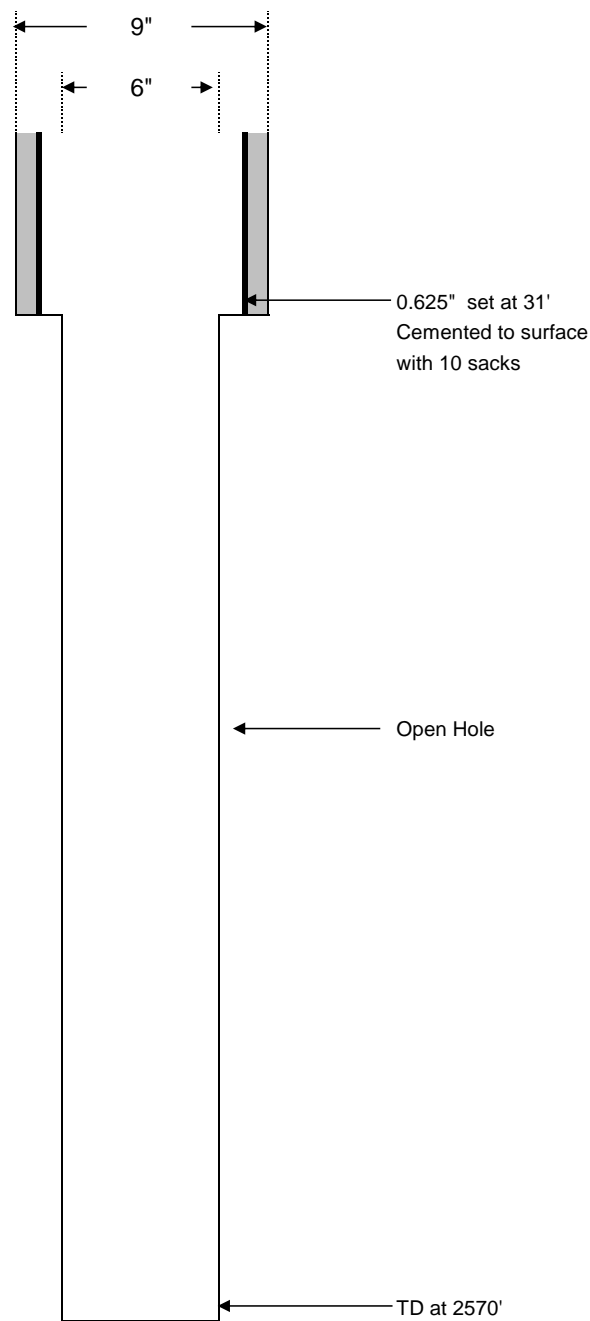 9"
6"
0.625"  set at 31'
Cemented to surface
with 10 sacks
Open Hole
TD at 2570'